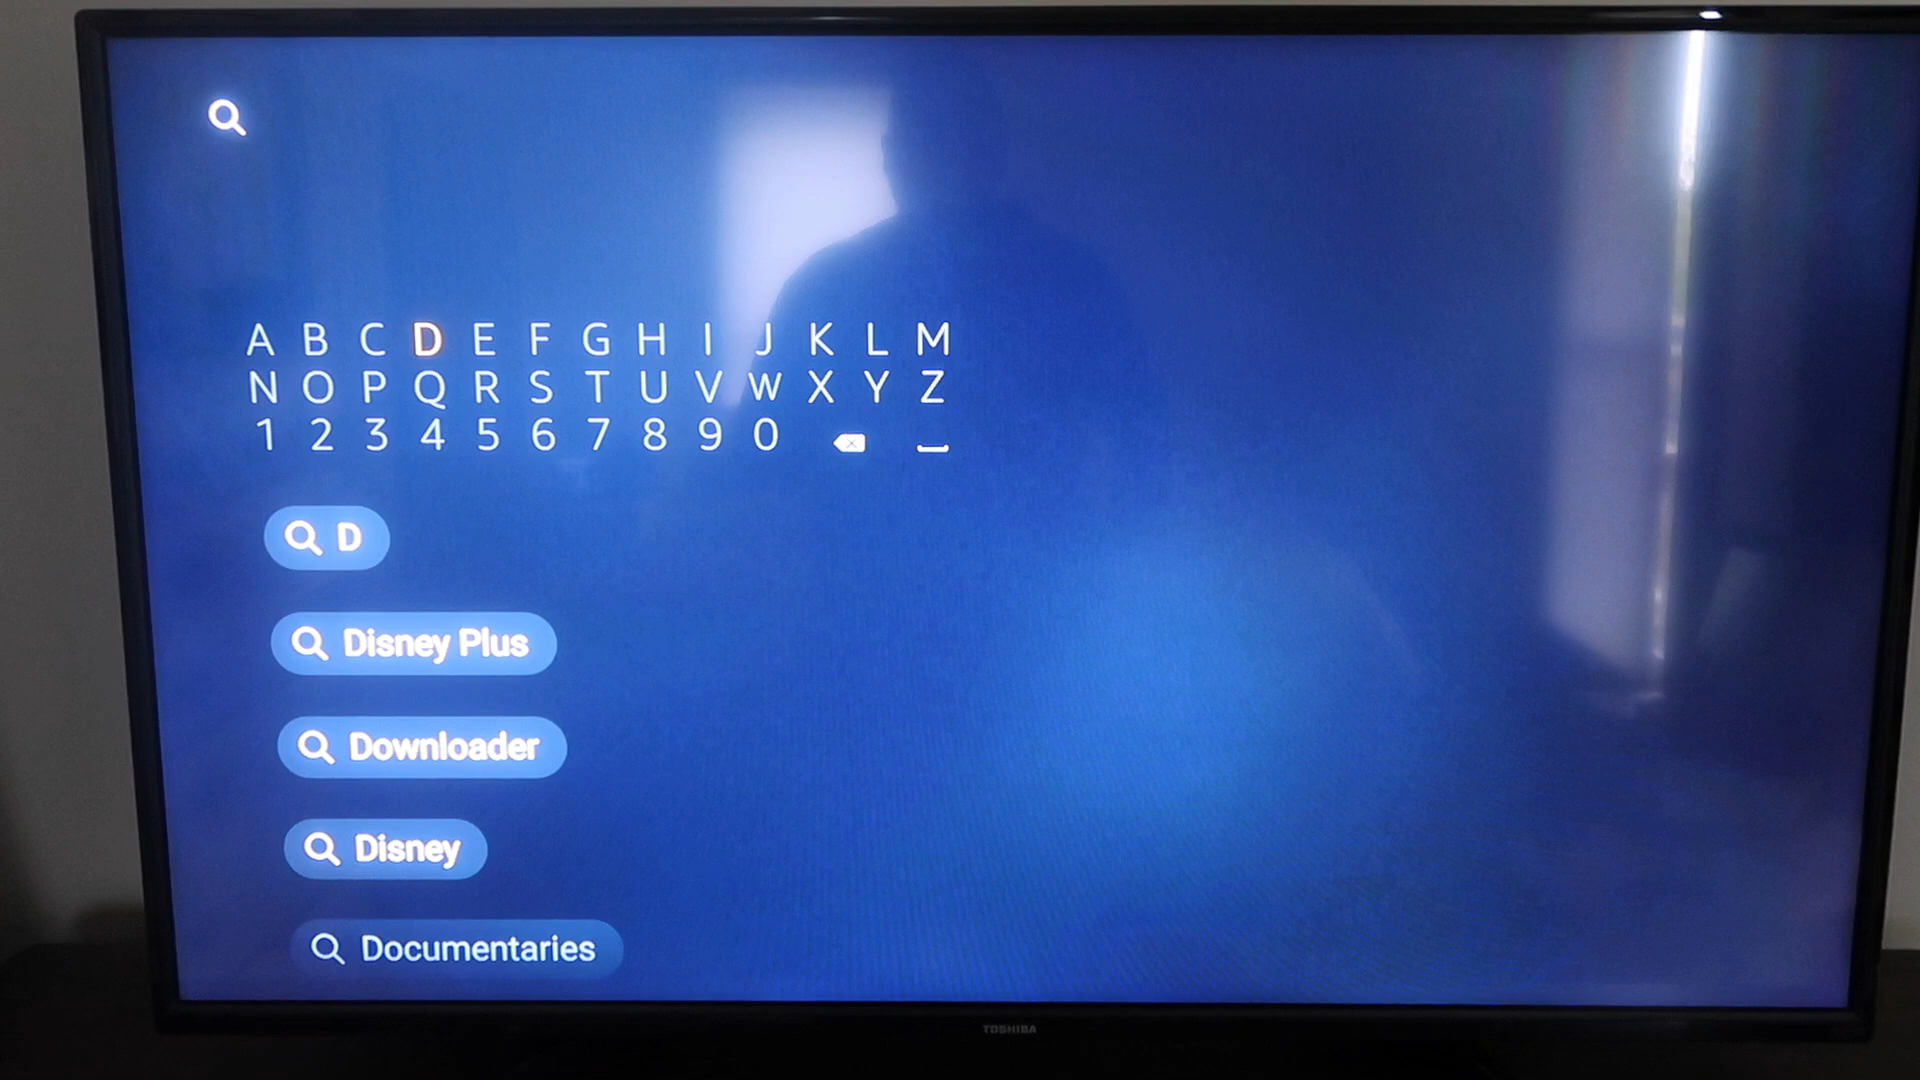 A B C D E F G H I J K L M
N O P Q R S T U V W X Y Z
1 2 3 4 5 6 7 8 9 0
D
Disney Plus
Downloader
Disney
Documentaries
TOSHIBA